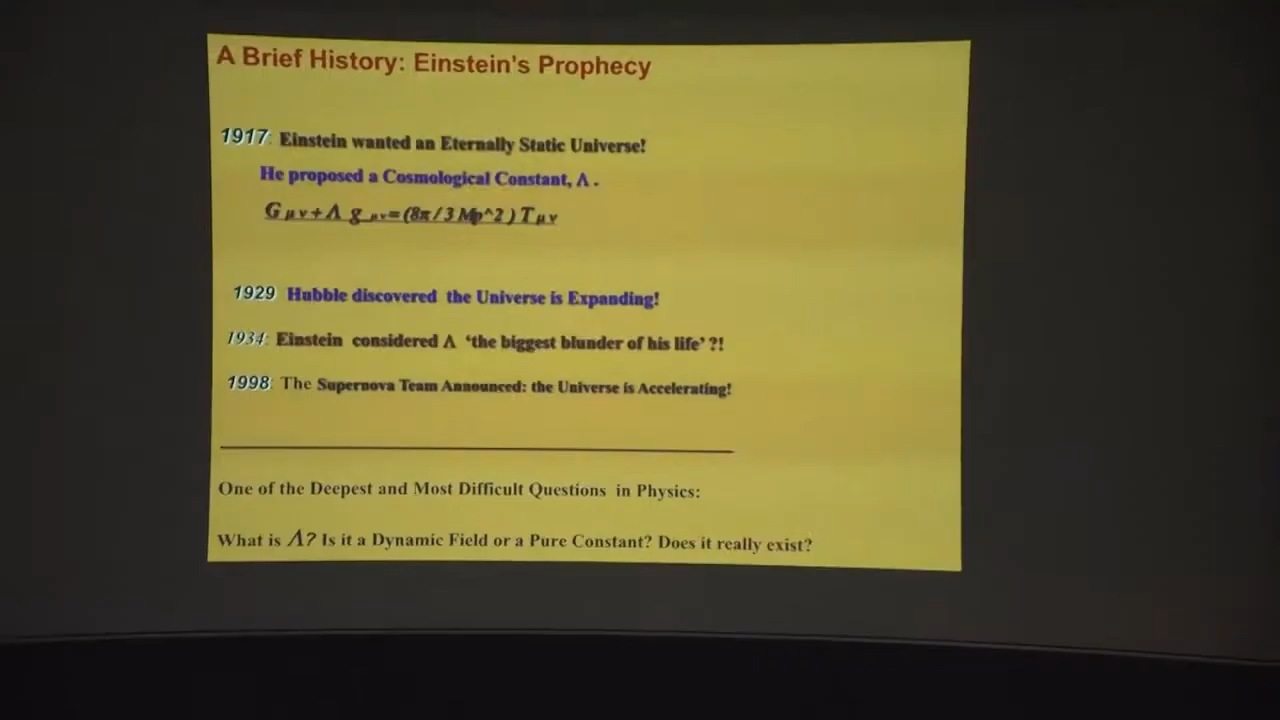 A Brief History: Einstein's Prophecy
1917: Einstein wanted an Eternally Static Universe!
He proposed a Cosmological Constant, Λ .
G μν+Λ g μν=(8π/3 Mp^2 ) T μν
1929 Hubble discovered the Universe is Expanding!
1934: Einstein considered Λ ‘the biggest blunder of his life’ ?!
1998: The Supernova Team Announced: the Universe is Accelerating!
One of the Deepest and Most Difficult Questions in Physics:
What is Λ? Is it a Dynamic Field or a Pure Constant? Does it really exist?